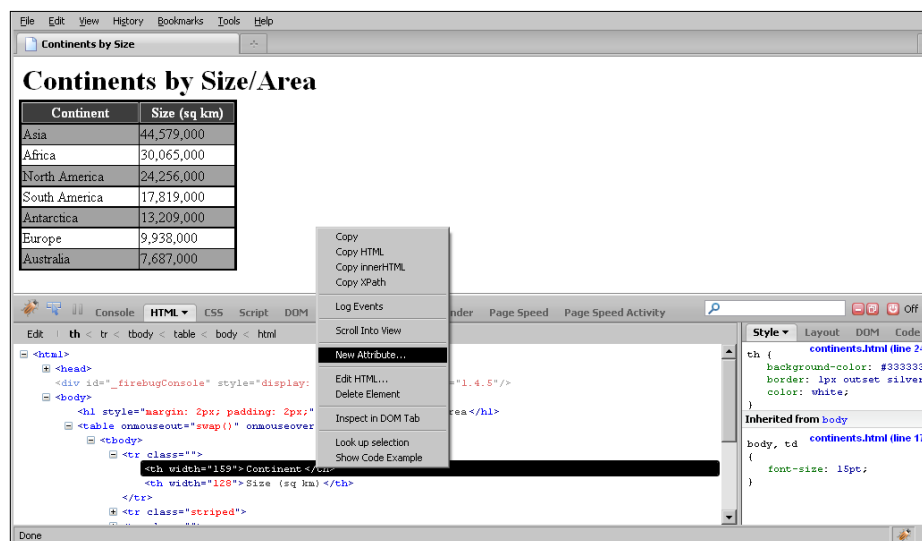 File Edit View History Bookmarks Tools Help
Continents by Size
Continents by Size/Area
Continent Size (sq km)
Asia 44,579,000
Africa 30,065,000
North America 24,256,000
South America 17,819,000
Antarctica 13,209,000
Europe 9,938,000
Australia 7,687,000
Copy
Copy HTML
Copy innerHTML
Copy XPath
Log Events
Scroll Into View
New Attribute...
Edit HTML...
Delete Element
Inspect in DOM Tab
Look up selection
Show Code Example
Console HTML CSS Script DOM nder Page Speed Page Speed Activity Off
Edit th < tr < tbody < table < body < html
Style Layout DOM Code
<html>
<head>
<div id="_firebugConsole" style="display: ="1.4.5"/>
<body>
<h1 style="margin: 2px; padding: 2px;" rea</h1>
<table onmouseout="swap()" onmouseover
<tbody>
<tr class="">
<th width="159">Continent</th>
<th width="128">Size (sq km)</th>
</tr>
<tr class="striped">
continents.html (line 24
th {
background-color: #333333
border: 1px outset silver
color: white;
}
Inherited from body
continents.html (line 17
body, td
{
font-size: 15pt;
}
Done